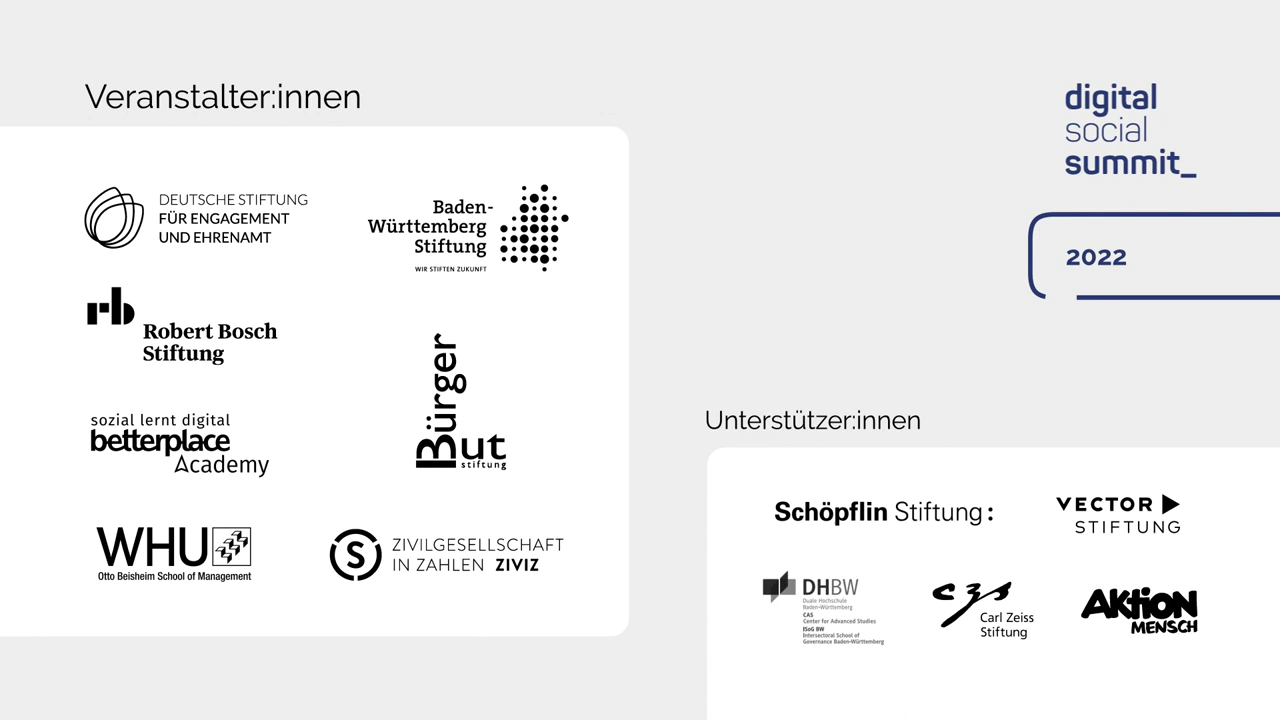 Veranstalter:innen
DEUTSCHE STIFTUNG
FÜR ENGAGEMENT
UND EHRENAMT
Baden-
Württemberg
Stiftung
WIR STIFTEN ZUKUNFT
rb
Robert Bosch
Stiftung
Bürger
But
stiftung
sozial lernt digital
betterplace
Academy
WHU
Otto Beisheim School of Management
S
ZIVILGESELLSCHAFT
IN ZAHLEN ZIVIZ
digital
social
summit_
2022
Unterstützer:innen
Schöpflin Stiftung:
VECTOR
STIFTUNG
DHBW
Duale Hochschule
Baden-Württemberg
CAS
Center for Advanced Studies
ISoG BW
Intersectoral School of
Governance Baden-Württemberg
czs
Carl Zeiss
Stiftung
AKTiON
MENSCH